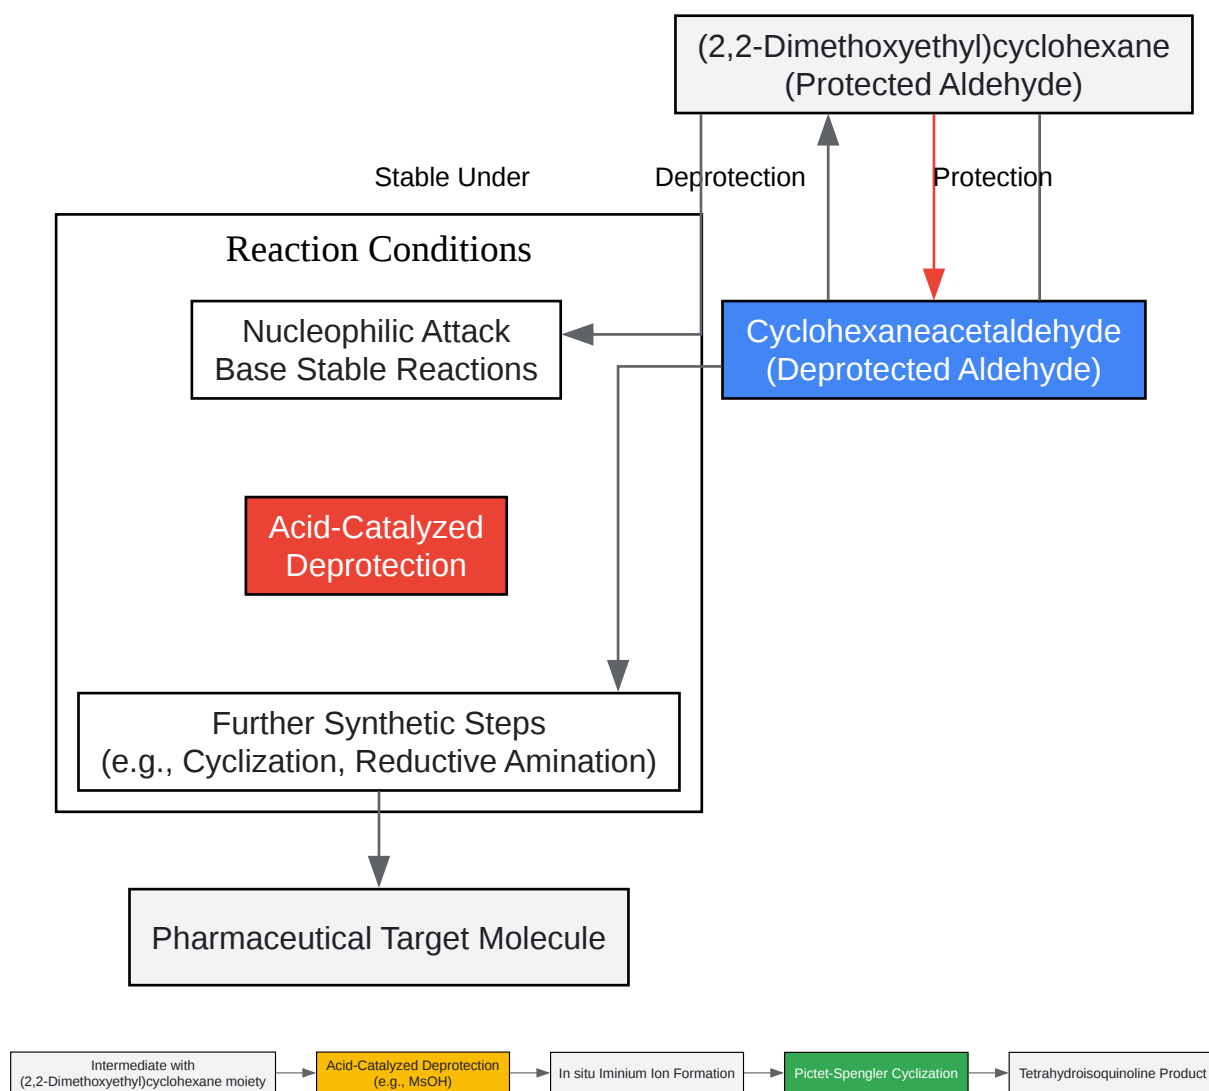 (2,2-Dimethoxyethyl)cyclohexane
(Protected Aldehyde)
Stable Under
Deprotection
Protection
Reaction Conditions
Nucleophilic Attack
Base Stable Reactions
Cyclohexaneacetaldehyde
(Deprotected Aldehyde)
Acid-Catalyzed
Deprotection
Further Synthetic Steps
(e.g., Cyclization, Reductive Amination)
Pharmaceutical Target Molecule
Intermediate with
(2,2-Dimethoxyethyl)cyclohexane moiety
Acid-Catalyzed Deprotection
(e.g., MsOH)
In situ Iminium Ion Formation
Pictet-Spengler Cyclization
Tetrahydroisoquinoline Product